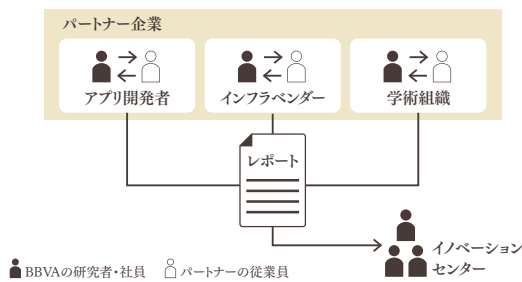 パートナー企業
アプリ開発者
インフラベンダー
学術組織
レポート
イノベーション
センター
BBVAの研究者・社員
パートナーの従業員